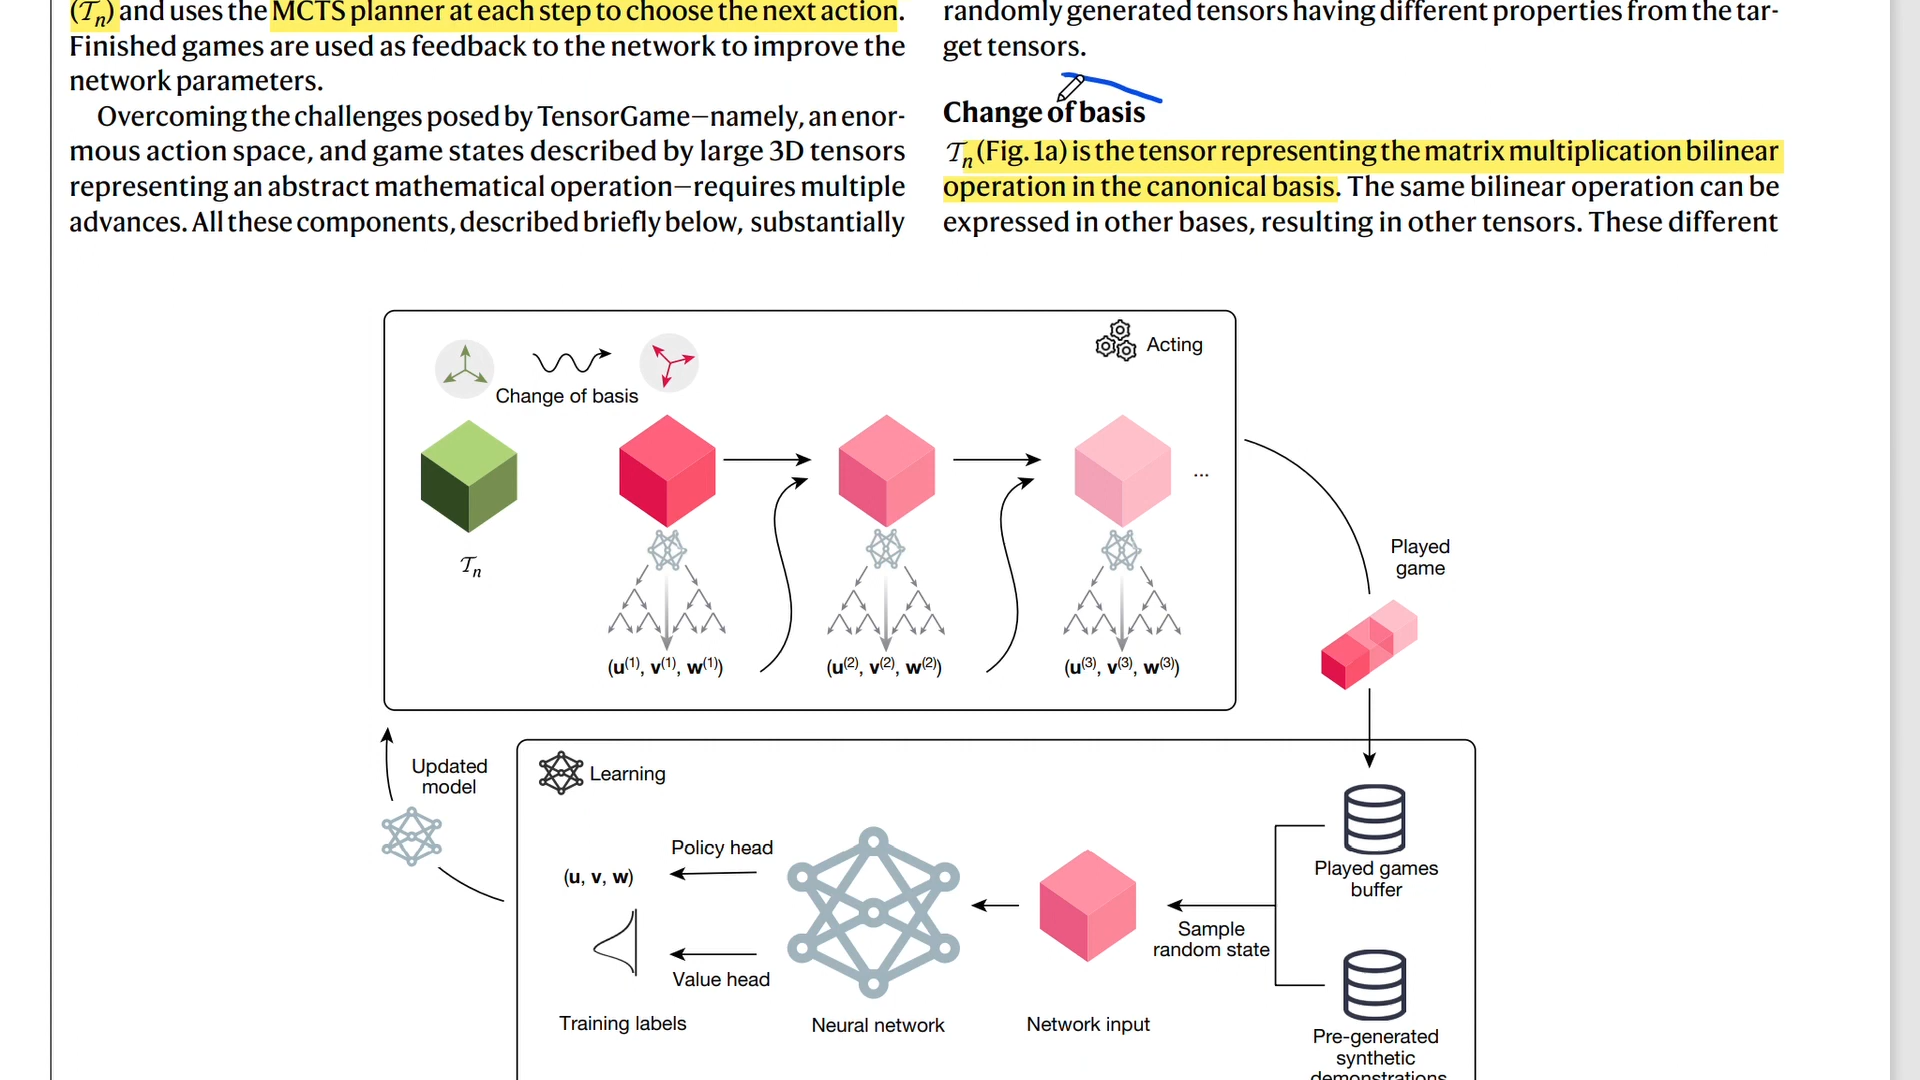 (𝒯n) and uses the MCTS planner at each step to choose the next action.
Finished games are used as feedback to the network to improve the
network parameters.
Overcoming the challenges posed by TensorGame—namely, an enor-
mous action space, and game states described by large 3D tensors
representing an abstract mathematical operation—requires multiple
advances. All these components, described briefly below, substantially
randomly generated tensors having different properties from the tar-
get tensors.
Change of basis
𝒯n (Fig. 1a) is the tensor representing the matrix multiplication bilinear
operation in the canonical basis. The same bilinear operation can be
expressed in other bases, resulting in other tensors. These different
Acting
Change of basis
𝒯n
...
(u(1), v(1), w(1))
(u(2), v(2), w(2))
(u(3), v(3), w(3))
Played
game
Updated
model
Learning
Policy head
(u, v, w)
Value head
Training labels
Neural network
Network input
Sample
random state
Played games
buffer
Pre-generated
synthetic
demonstrations